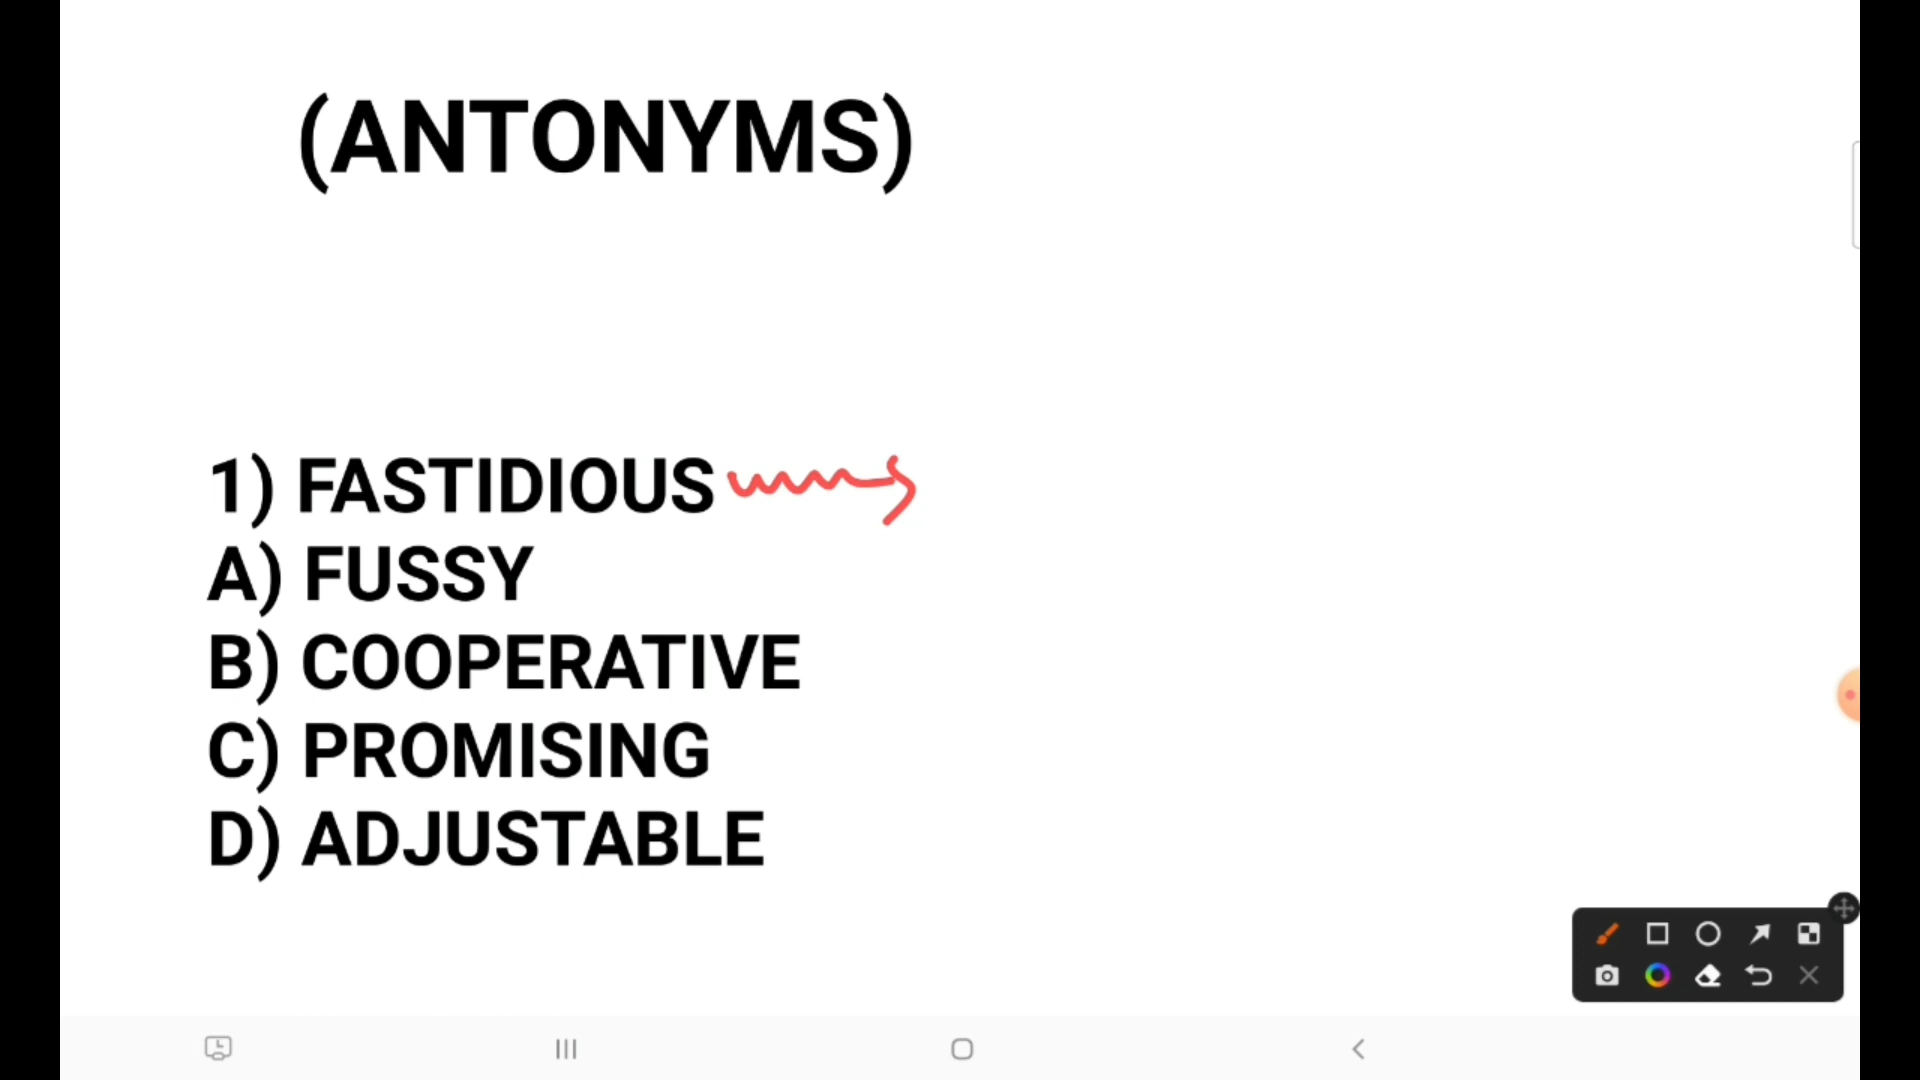 (ANTONYMS)
1) FASTIDIOUS
A) FUSSY
B) COOPERATIVE
C) PROMISING
D) ADJUSTABLE